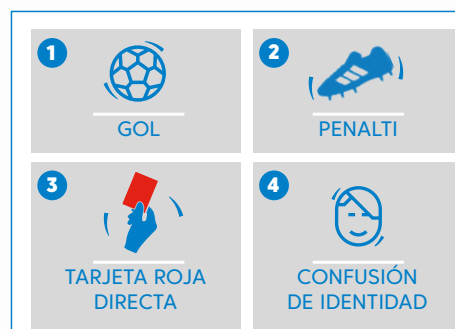 1
GOL
2
PENALTI
3
TARJETA ROJA
DIRECTA
4
CONFUSIÓN
DE IDENTIDAD